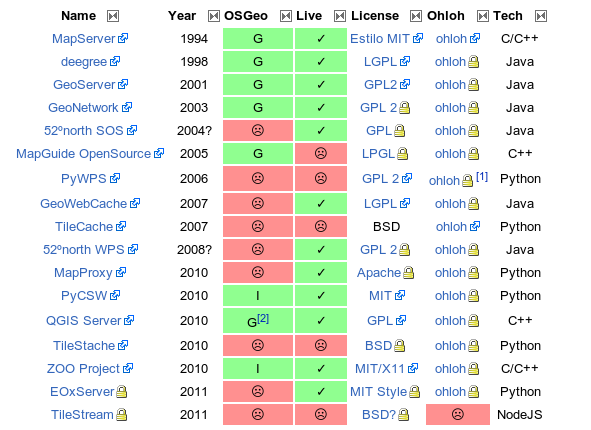 Name Year OSGeo Live License Ohloh Tech
MapServer 1994 G ✓ Estilo MIT ohloh C/C++
deegree 1998 G ✓ LGPL ohloh Java
GeoServer 2001 G ✓ GPL2 ohloh Java
GeoNetwork 2003 G ✓ GPL 2 ohloh Java
52ºnorth SOS 2004? ☹ ✓ GPL ohloh Java
MapGuide OpenSource 2005 G ☹ LPGL ohloh C++
PyWPS 2006 ☹ ☹ GPL 2 ohloh [1] Python
GeoWebCache 2007 ☹ ✓ LGPL ohloh Java
TileCache 2007 ☹ ☹ BSD ohloh Python
52ºnorth WPS 2008? ☹ ✓ GPL 2 ohloh Java
MapProxy 2010 ☹ ✓ Apache ohloh Python
PyCSW 2010 I ✓ MIT ohloh Python
QGIS Server 2010 G[2] ✓ GPL ohloh C++
TileStache 2010 ☹ ☹ BSD ohloh Python
ZOO Project 2010 I ✓ MIT/X11 ohloh C/C++
EOxServer 2011 ☹ ✓ MIT Style ohloh Python
TileStream 2011 ☹ ☹ BSD? ☹ NodeJS